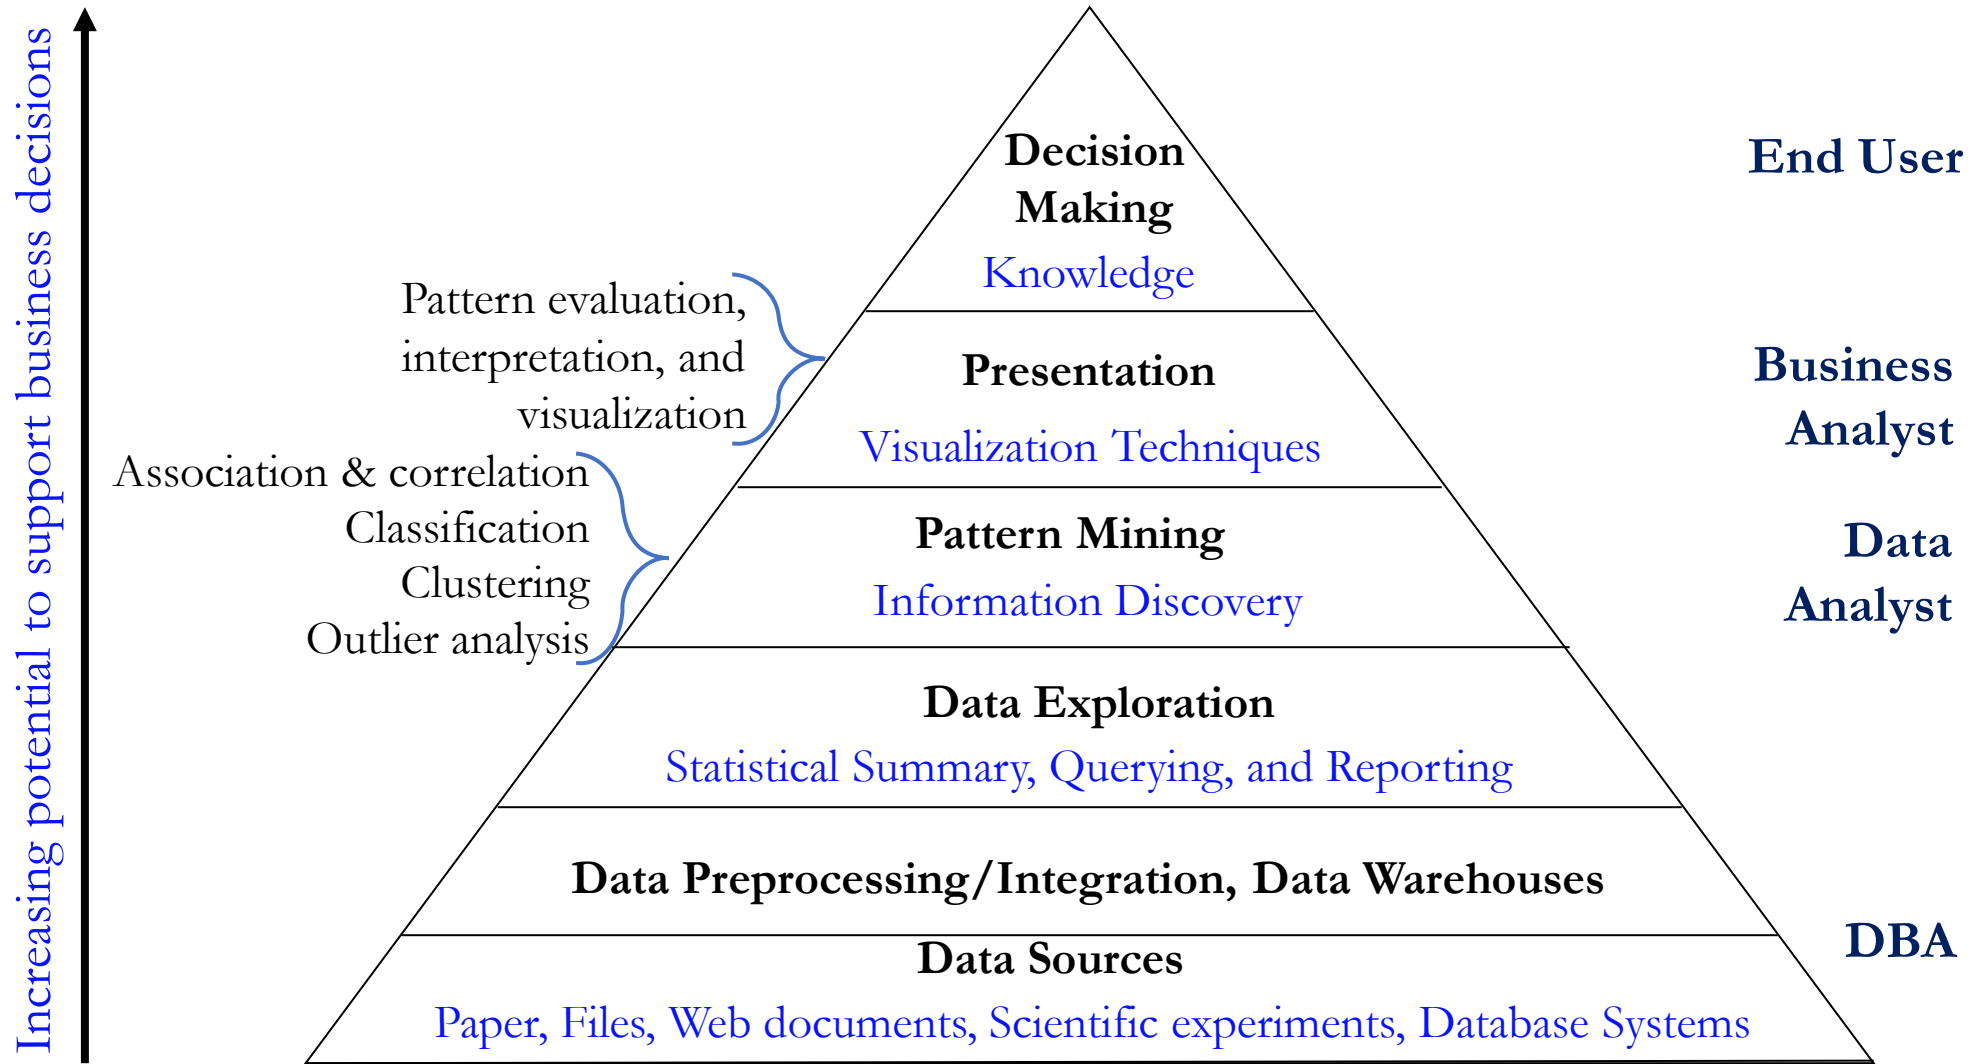 Increasing potential to support business decisions
Decision
Making
Knowledge
End User
Pattern evaluation,
interpretation, and
visualization
Presentation
Visualization Techniques
Business
Analyst
Association & correlation
Classification
Clustering
Outlier analysis
Pattern Mining
Information Discovery
Data
Analyst
Data Exploration
Statistical Summary, Querying, and Reporting
Data Preprocessing/Integration, Data Warehouses
DBA
Data Sources
Paper, Files, Web documents, Scientific experiments, Database Systems